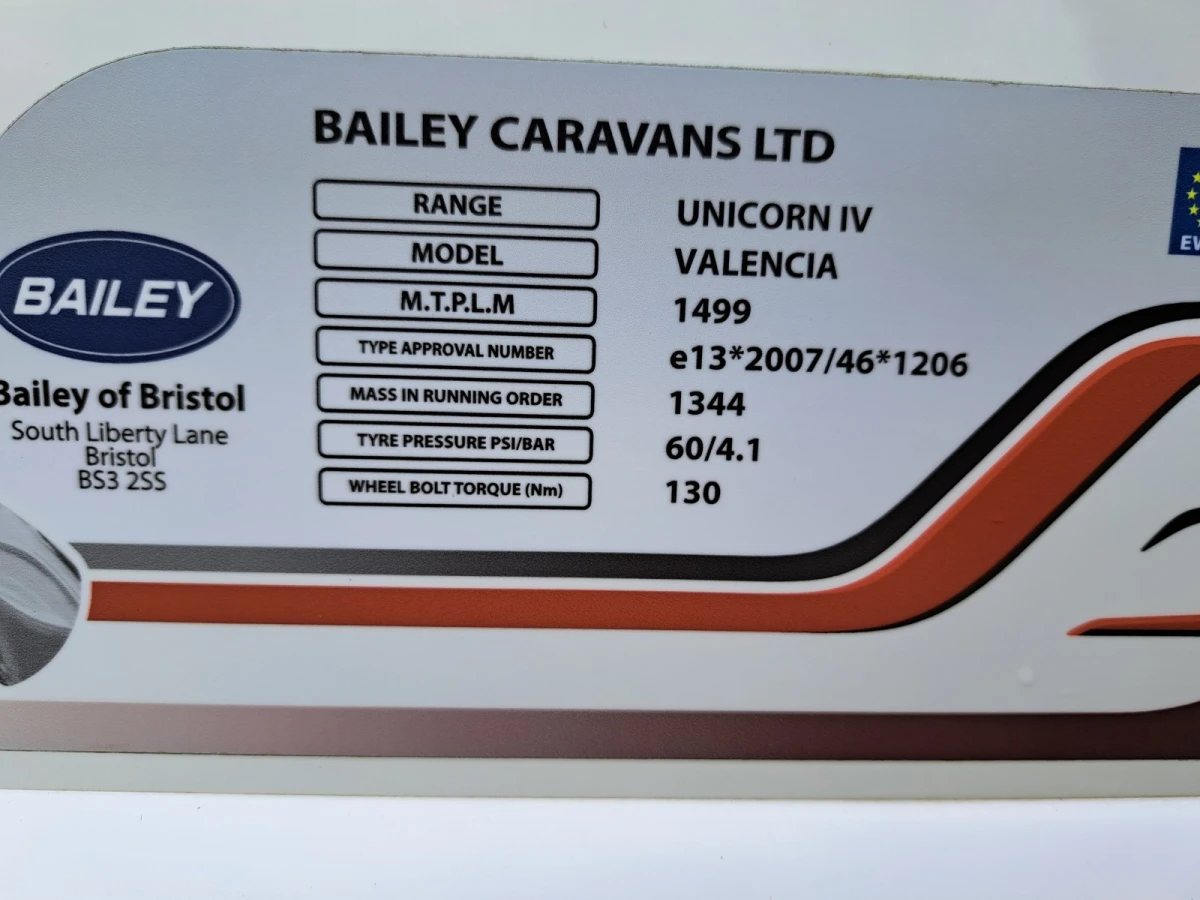 BAILEY CARAVANS LTD
RANGE UNICORN IV
MODEL VALENCIA
M.T.P.L.M 1499
TYPE APPROVAL NUMBER e13*2007/46*1206
MASS IN RUNNING ORDER 1344
TYRE PRESSURE PSI/BAR 60/4.1
WHEEL BOLT TORQUE (Nm) 130
BAILEY
Bailey of Bristol
South Liberty Lane
Bristol
BS3 2SS